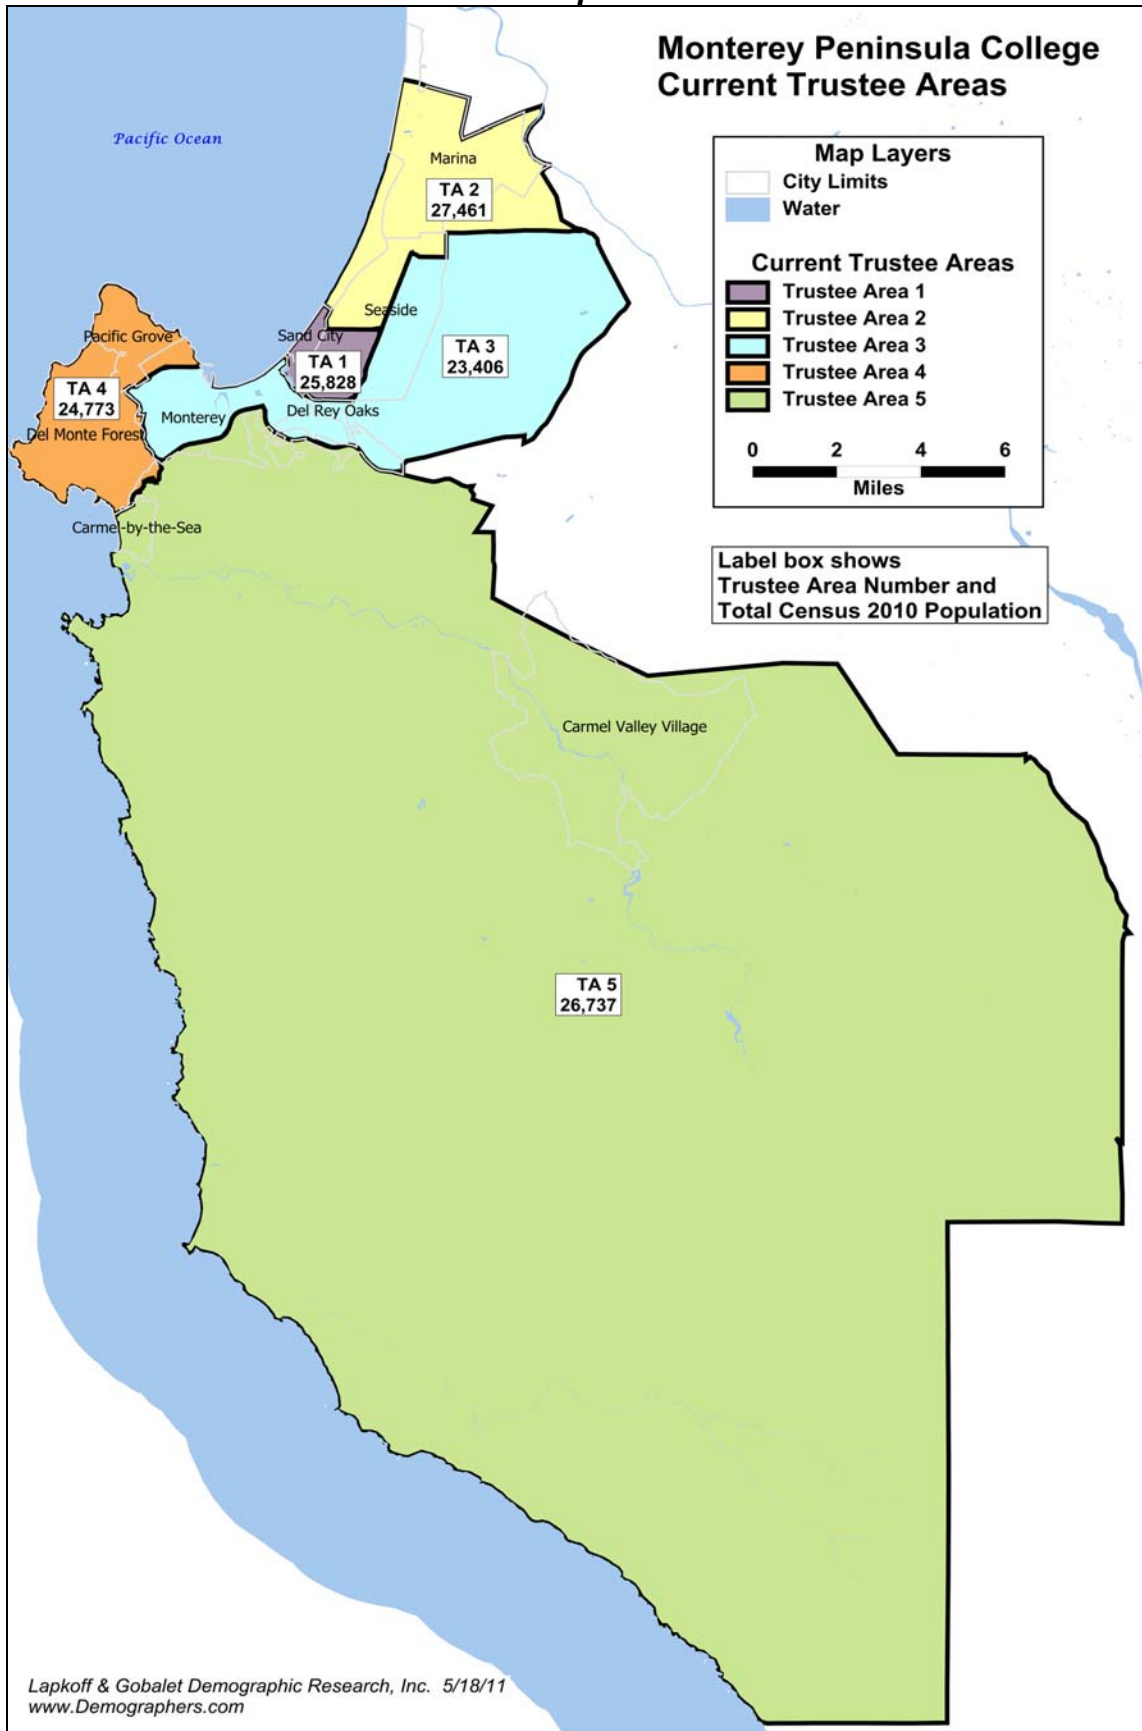 Monterey Peninsula College
Current Trustee Areas
Pacific Ocean
Map Layers
City Limits
Water
Current Trustee Areas
Trustee Area 1
Trustee Area 2
Trustee Area 3
Trustee Area 4
Trustee Area 5
0 2 4 6
Miles
Label box shows
Trustee Area Number and
Total Census 2010 Population
Marina
TA 2
27,461
Seaside
Sand City
TA 1
25,828
TA 3
23,406
Pacific Grove
TA 4
24,773
Del Monte Forest
Monterey
Del Rey Oaks
Carmel-by-the-Sea
Carmel Valley Village
TA 5
26,737
Lapkoff & Gobalet Demographic Research, Inc. 5/18/11
www.Demographers.com